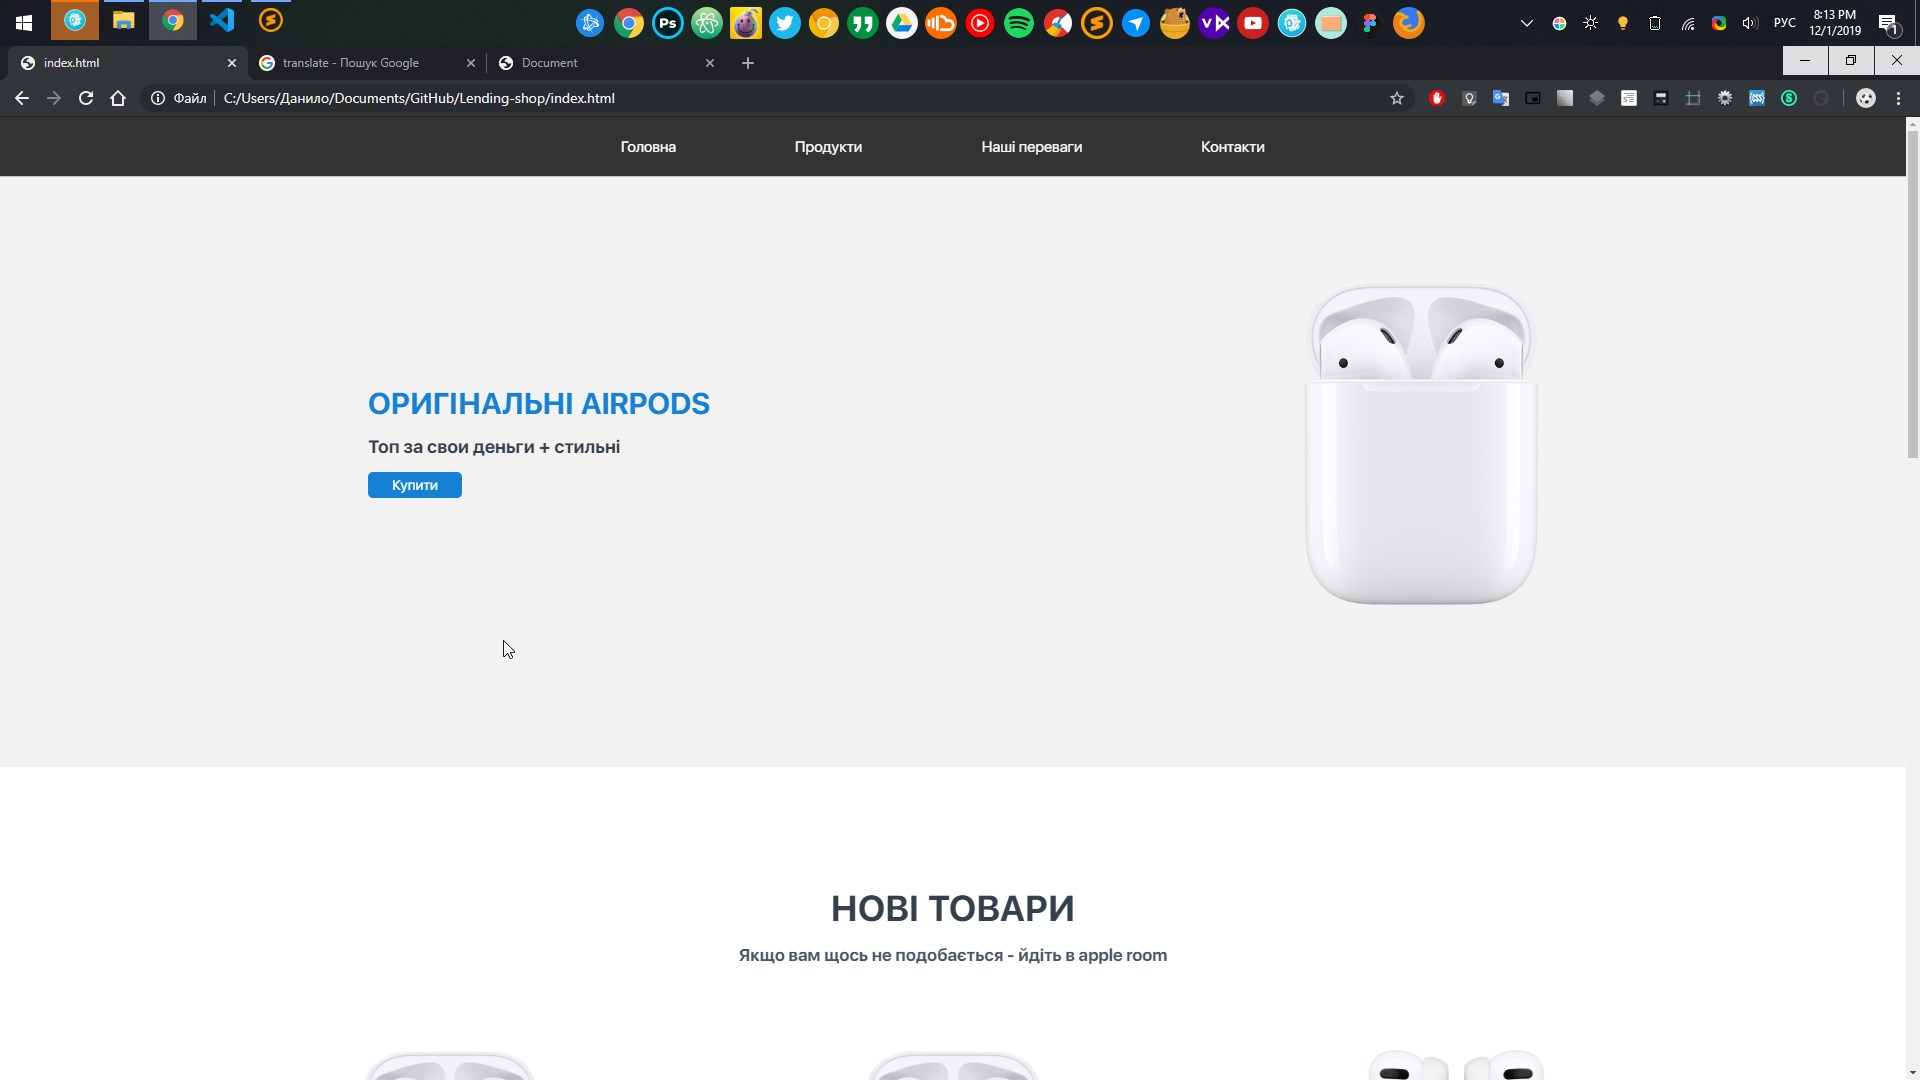 Ps
РУС
8:13 PM
12/1/2019
1
index.html
translate - Пошук Google
Document
Файл
C:/Users/Данило/Documents/GitHub/Lending-shop/index.html
Головна
Продукти
Наші переваги
Контакти
ОРИГІНАЛЬНІ AIRPODS
Топ за свои деньги + стильні
Купити
НОВІ ТОВАРИ
Якщо вам щось не подобається - йдіть в apple room